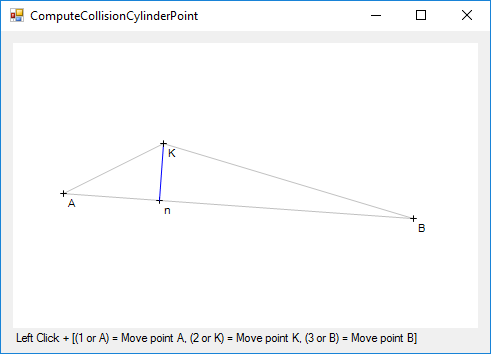 ComputeCollisionCylinderPoint
K
A
n
B
Left Click + [(1 or A) = Move point A, (2 or K) = Move point K, (3 or B) = Move point B]